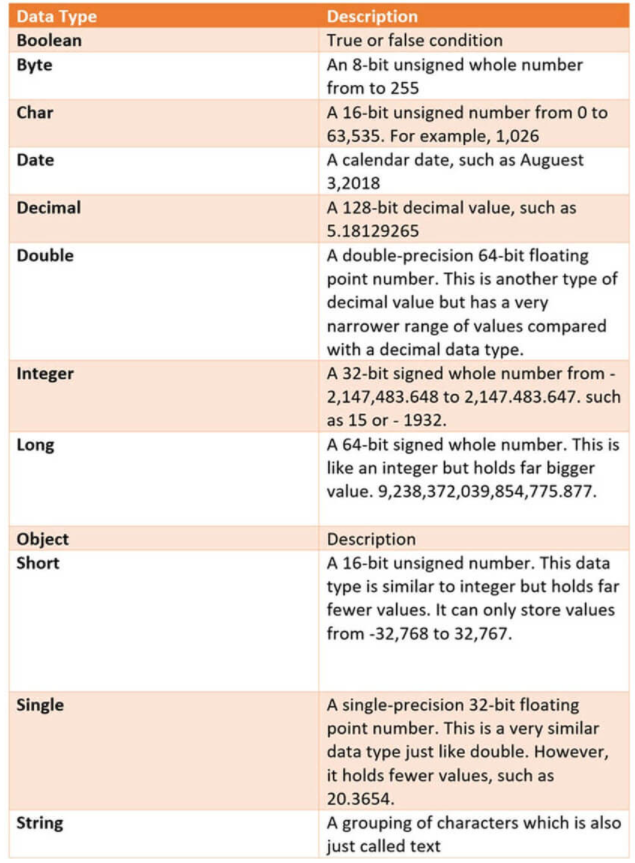 Data Type Description
Boolean True or false condition
Byte An 8-bit unsigned whole number
from to 255
Char A 16-bit unsigned number from 0 to
63,535. For example, 1,026
Date A calendar date, such as Auguest
3,2018
Decimal A 128-bit decimal value, such as
5.18129265
Double A double-precision 64-bit floating
point number. This is another type of
decimal value but has a very
narrower range of values compared
with a decimal data type.
Integer A 32-bit signed whole number from -
2,147,483.648 to 2,147.483.647. such
as 15 or - 1932.
Long A 64-bit signed whole number. This is
like an integer but holds far bigger
value. 9,238,372,039,854,775.877.
Object Description
Short A 16-bit unsigned number. This data
type is similar to integer but holds far
fewer values. It can only store values
from -32,768 to 32,767.
Single A single-precision 32-bit floating
point number. This is a very similar
data type just like double. However,
it holds fewer values, such as
20.3654.
String A grouping of characters which is also
just called text